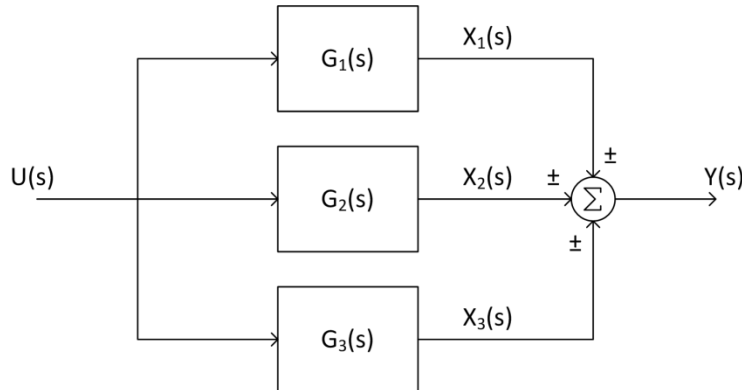 G₁(s)
X₁(s)
±
U(s)
G₂(s)
X₂(s)
±
Σ
Y(s)
±
G₃(s)
X₃(s)